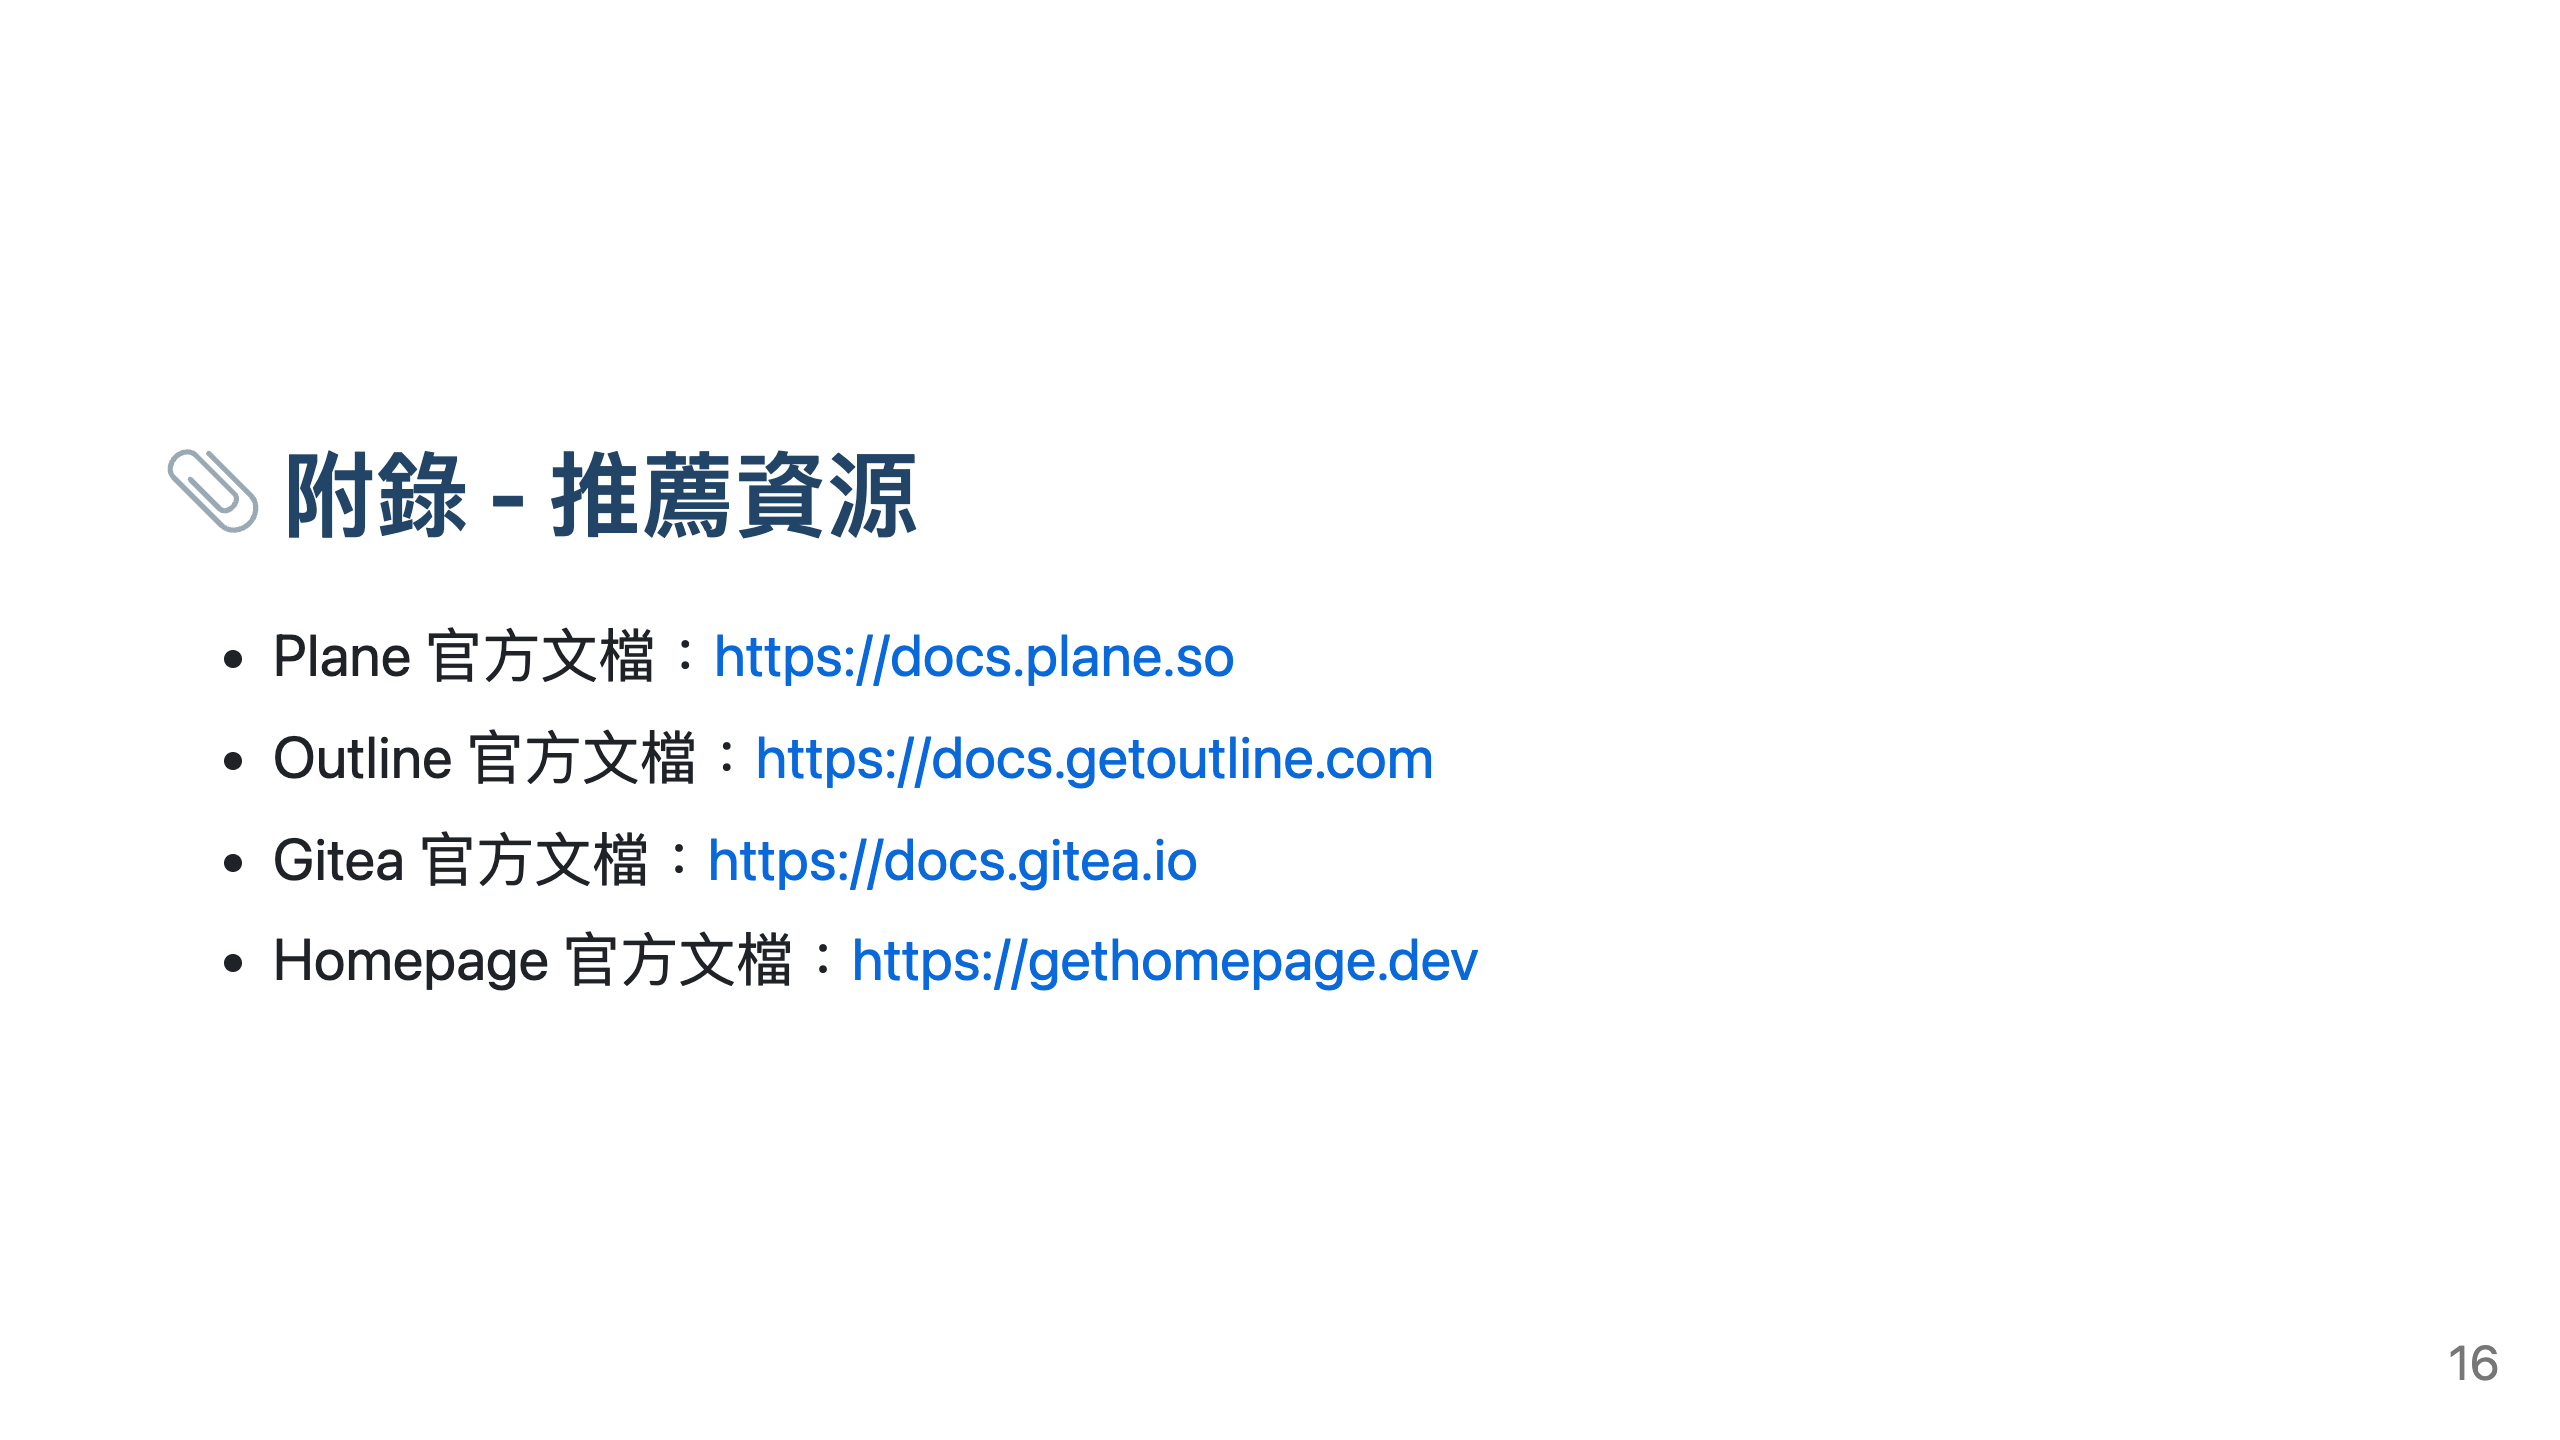 附錄 - 推薦資源
Plane 官方文檔：https://docs.plane.so
Outline 官方文檔：https://docs.getoutline.com
Gitea 官方文檔：https://docs.gitea.io
Homepage 官方文檔：https://gethomepage.dev
16